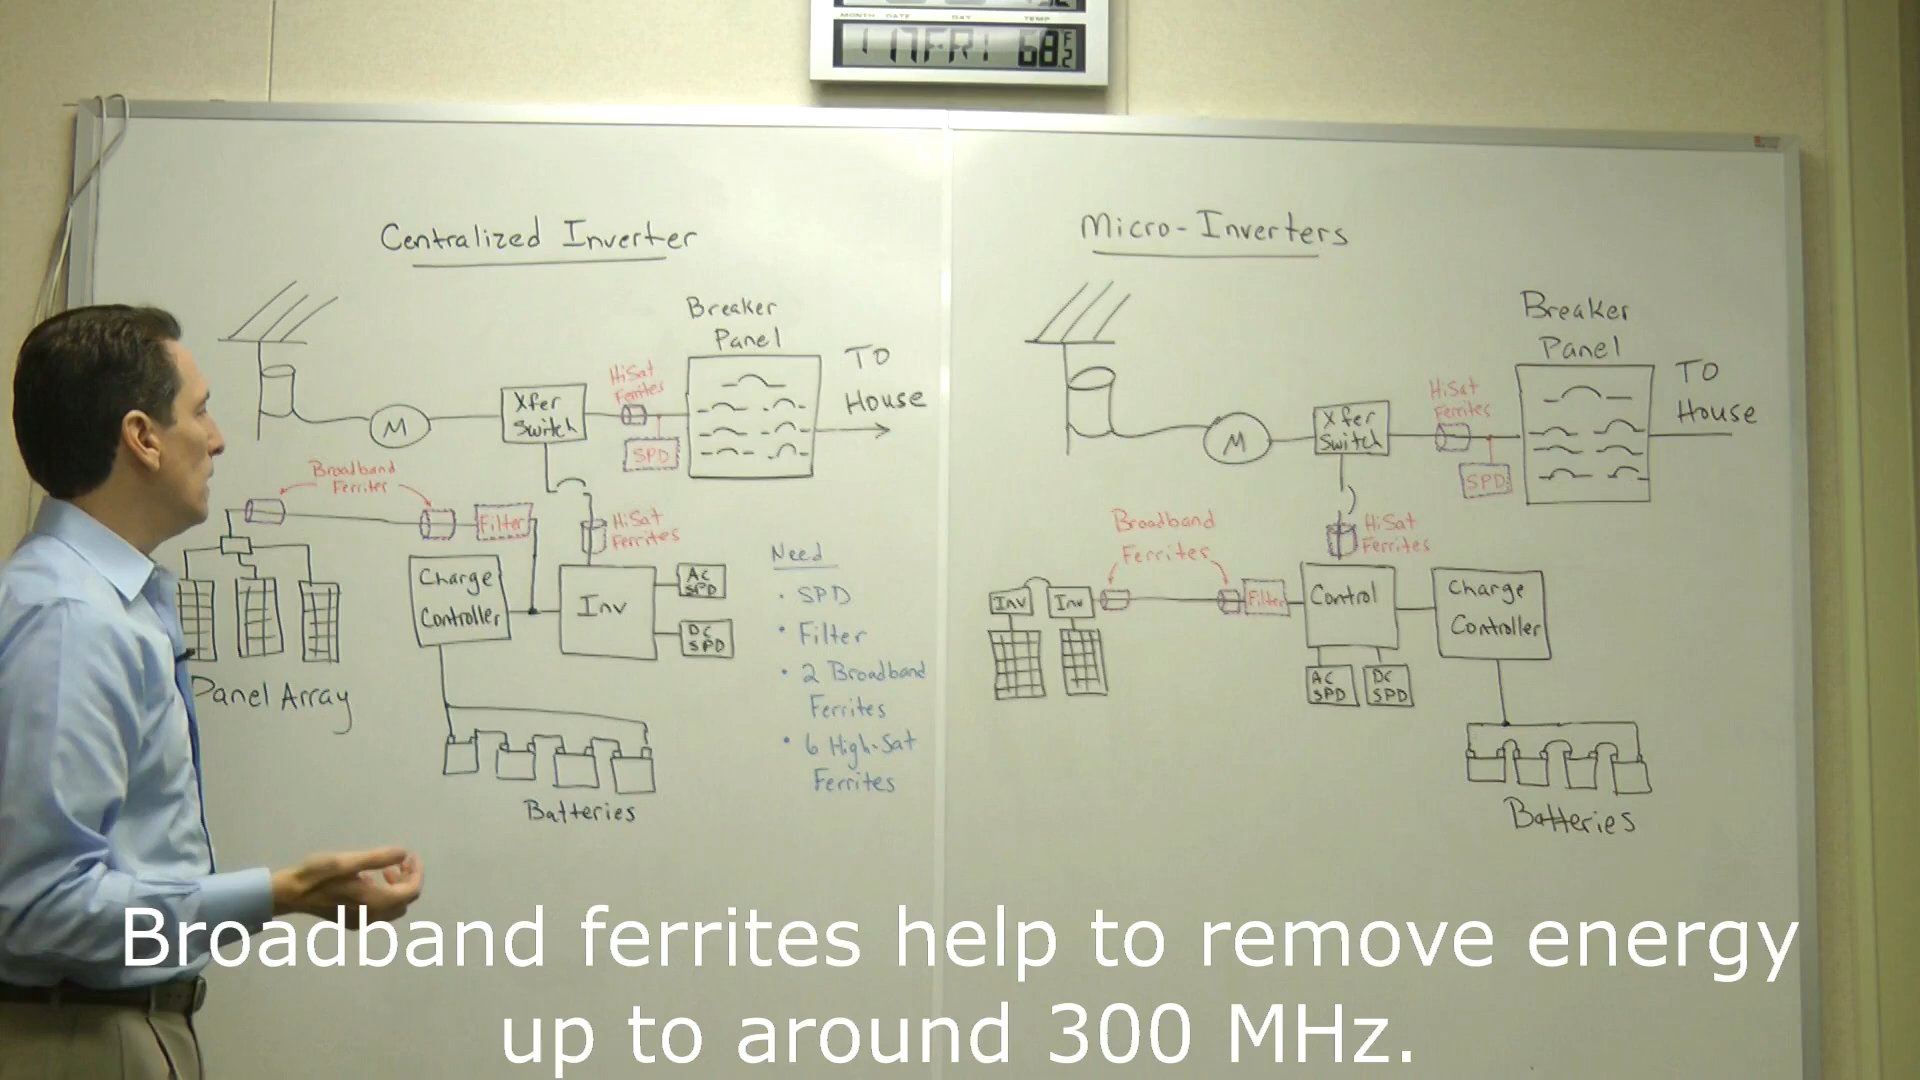 MONTH DATE DAY TEMP
1 17 FRI 68.2 F
Centralized Inverter
Breaker
Panel
TO
House
HiSat
Ferrites
Xfer
Switch
M
SPD
Broadband
Ferrites
Filter
HiSat
Ferrites
Charge
Controller
Inv
AC
SPD
DC
SPD
Panel Array
Batteries
Need
· SPD
· Filter
· 2 Broadband
Ferrites
· 6 High-Sat
Ferrites
Micro-Inverters
Breaker
Panel
TO
House
HiSat
Ferrites
Xfer
Switch
M
SPD
Broadband
Ferrites
HiSat
Ferrites
Inv
Inv
Filter
Control
Charge
Controller
AC
SPD
DC
SPD
Batteries
Broadband ferrites help to remove energy
up to around 300 MHz.